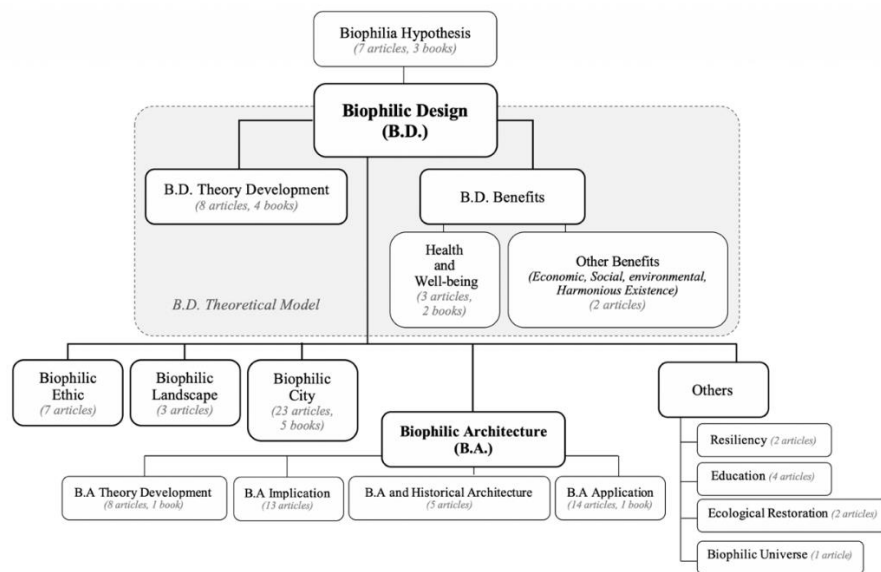 Biophilia Hypothesis
(7 articles, 3 books)
Biophilic Design
(B.D.)
B.D. Theory Development
(8 articles, 4 books)
B.D. Benefits
Health
and
Well-being
(3 articles,
2 books)
Other Benefits
(Economic, Social, environmental,
Harmonious Existence)
(2 articles)
B.D. Theoretical Model
Biophilic
Ethic
(7 articles)
Biophilic
Landscape
(3 articles)
Biophilic
City
(23 articles,
5 books)
Biophilic Architecture
(B.A.)
B.A Theory Development
(8 articles, 1 book)
B.A Implication
(13 articles)
B.A and Historical Architecture
(5 articles)
B.A Application
(14 articles, 1 book)
Others
Resiliency (2 articles)
Education (4 articles)
Ecological Restoration (2 articles)
Biophilic Universe (1 article)